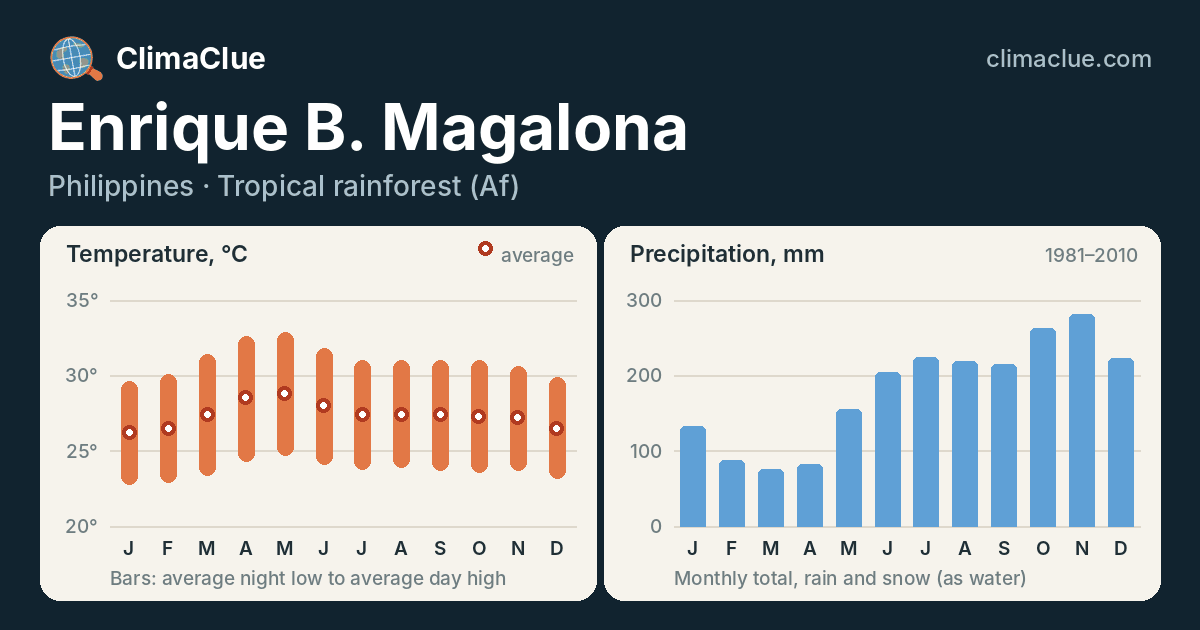 ClimaClue
climaclue.com
Enrique B. Magalona
Philippines · Tropical rainforest (Af)
Temperature, °C
average
35°
30°
25°
20°
J F M A M J J A S O N D
Bars: average night low to average day high
Precipitation, mm
1981–2010
300
200
100
0
J F M A M J J A S O N D
Monthly total, rain and snow (as water)